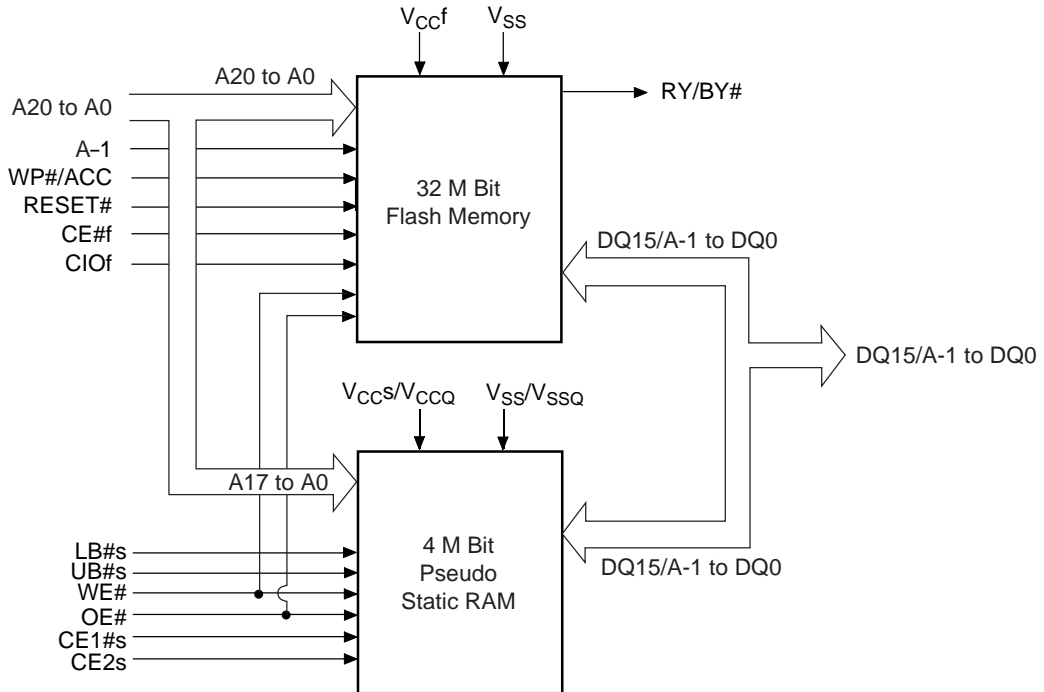 VCCf
VSS
A20 to A0
A20 to A0
RY/BY#
A–1
WP#/ACC
RESET#
CE#f
CIOf
32 M Bit
Flash Memory
DQ15/A-1 to DQ0
DQ15/A-1 to DQ0
VCCs/VCCQ
VSS/VSSQ
A17 to A0
LB#s
UB#s
WE#
OE#
CE1#s
CE2s
4 M Bit
Pseudo
Static RAM
DQ15/A-1 to DQ0